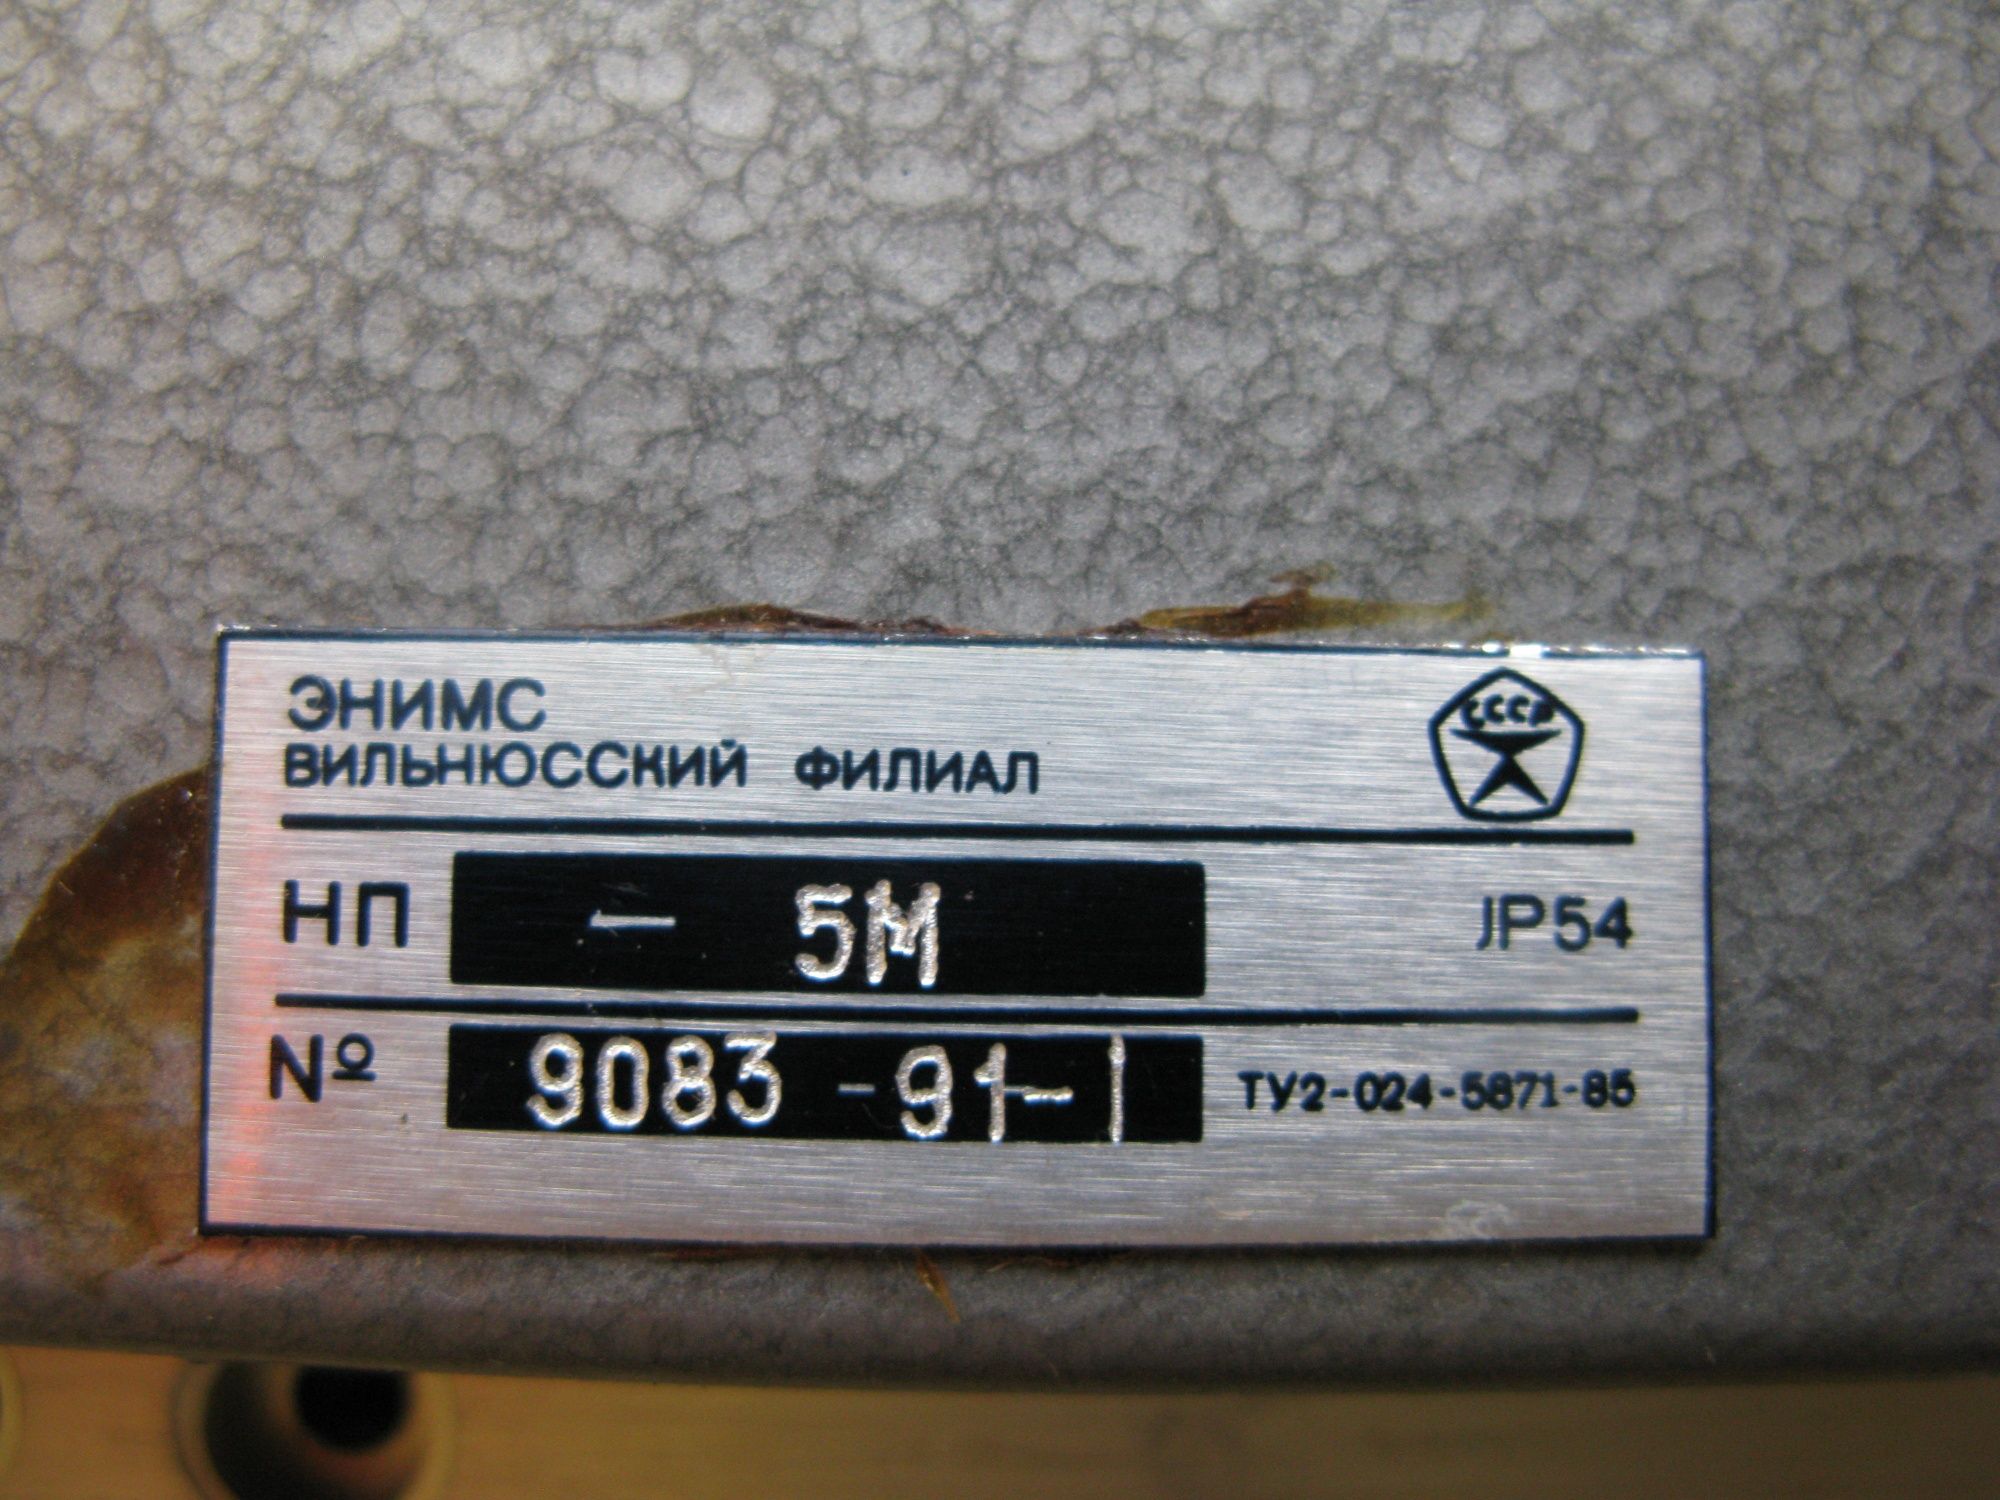 ЭНИМС
ВИЛЬНЮССКИЙ ФИЛИАЛ
СССР
НП - 5М JP54
№ 9083 - 91-1 ТУ2-024-5871-85